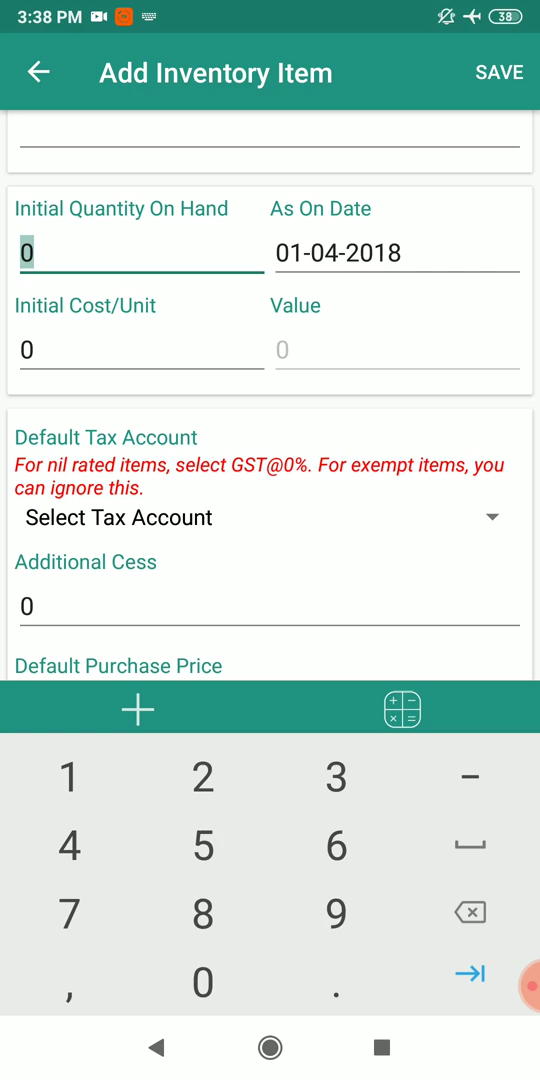 3:38 PM 38
Add Inventory Item SAVE
Initial Quantity On Hand As On Date
0 01-04-2018
Initial Cost/Unit Value
0 0
Default Tax Account
For nil rated items, select GST@0%. For exempt items, you
can ignore this.
Select Tax Account
Additional Cess
0
Default Purchase Price
1 2 3 -
4 5 6
7 8 9
, 0 .